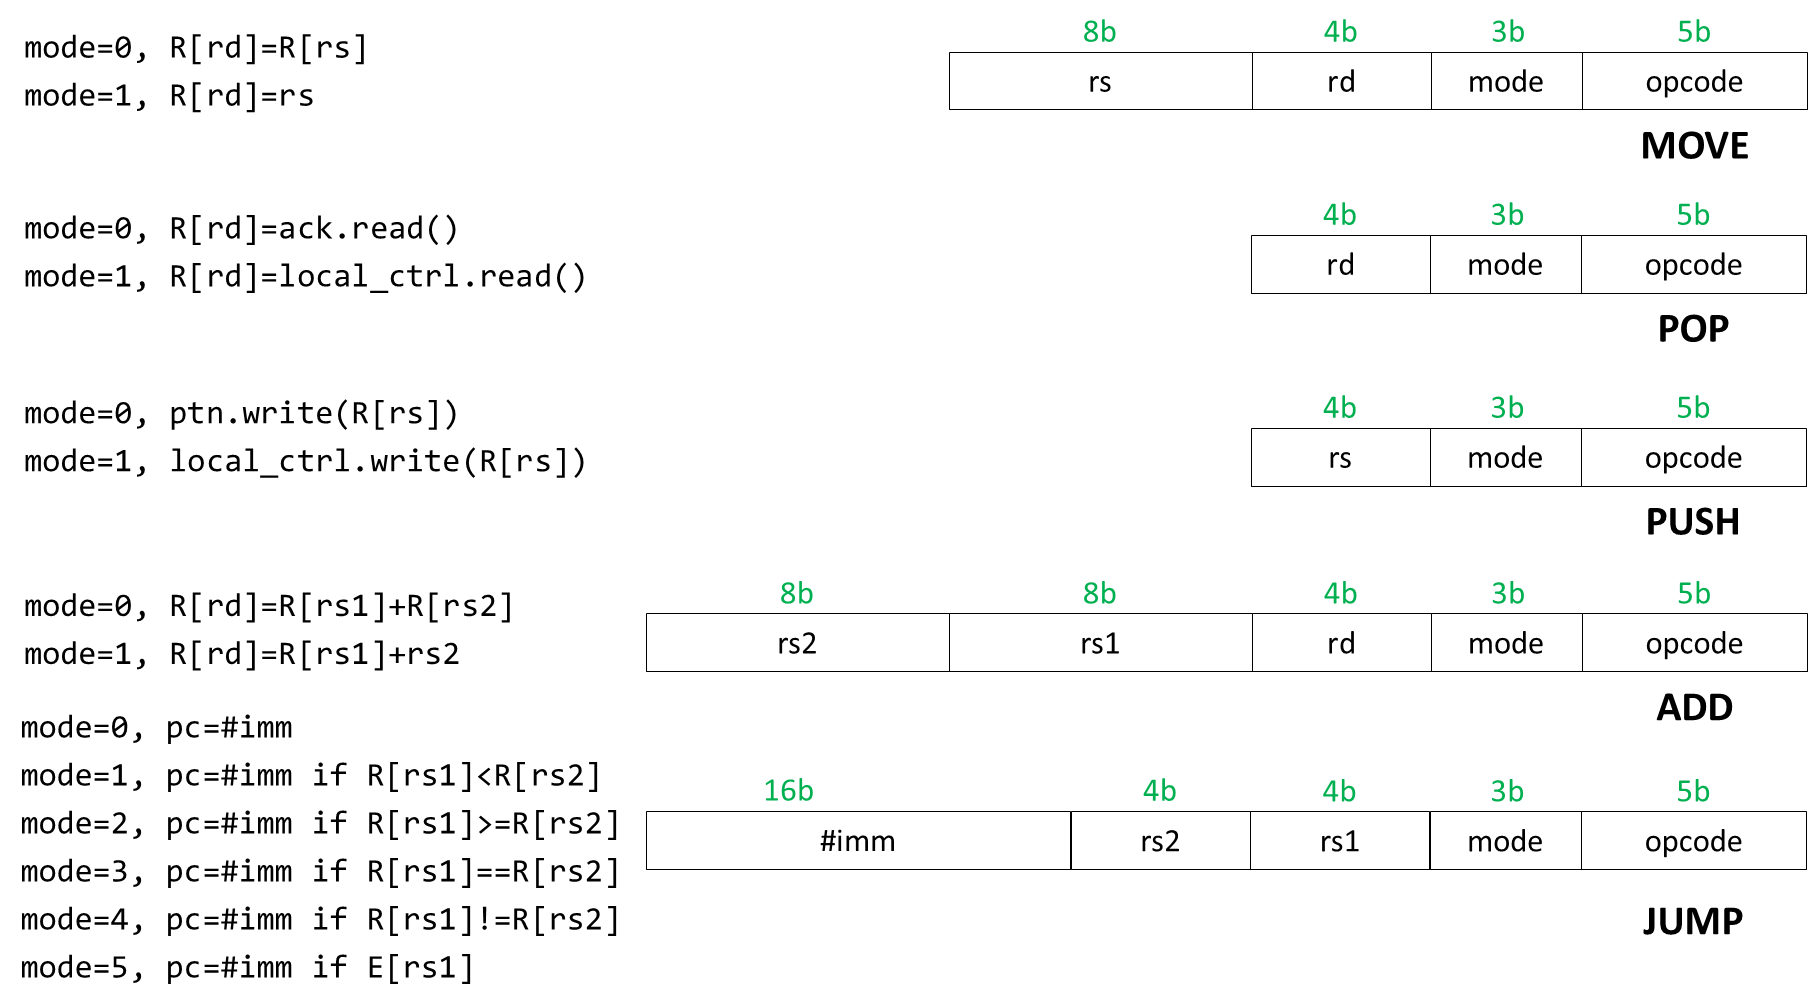 mode=0, R[rd]=R[rs]
mode=1, R[rd]=rs
8b 4b 3b 5b
rs rd mode opcode
MOVE
mode=0, R[rd]=ack.read()
mode=1, R[rd]=local_ctrl.read()
4b 3b 5b
rd mode opcode
POP
mode=0, ptn.write(R[rs])
mode=1, local_ctrl.write(R[rs])
4b 3b 5b
rs mode opcode
PUSH
mode=0, R[rd]=R[rs1]+R[rs2]
mode=1, R[rd]=R[rs1]+rs2
8b 8b 4b 3b 5b
rs2 rs1 rd mode opcode
ADD
mode=0, pc=#imm
mode=1, pc=#imm if R[rs1]<R[rs2]
mode=2, pc=#imm if R[rs1]>=R[rs2]
mode=3, pc=#imm if R[rs1]==R[rs2]
mode=4, pc=#imm if R[rs1]!=R[rs2]
mode=5, pc=#imm if E[rs1]
16b 4b 4b 3b 5b
#imm rs2 rs1 mode opcode
JUMP